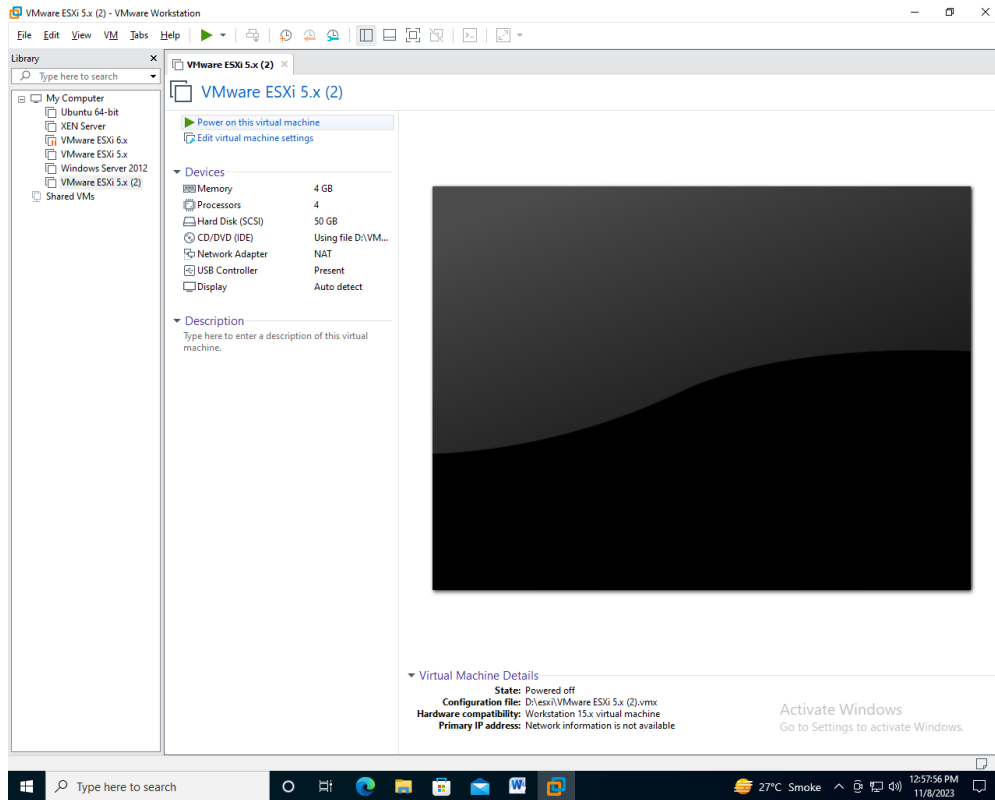 VMware ESXi 5.x (2) - VMware Workstation
File Edit View VM Tabs Help
Library
Type here to search
My Computer
Ubuntu 64-bit
XEN Server
VMware ESXi 6.x
VMware ESXi 5.x
Windows Server 2012
VMware ESXi 5.x (2)
Shared VMs
VMware ESXi 5.x (2)
VMware ESXi 5.x (2)
Power on this virtual machine
Edit virtual machine settings
Devices
Memory 4 GB
Processors 4
Hard Disk (SCSI) 50 GB
CD/DVD (IDE) Using file D:\VM...
Network Adapter NAT
USB Controller Present
Display Auto detect
Description
Type here to enter a description of this virtual
machine.
Virtual Machine Details
State: Powered off
Configuration file: D:\esxi\VMware ESXi 5.x (2).vmx
Hardware compatibility: Workstation 15.x virtual machine
Primary IP address: Network information is not available
Activate Windows
Go to Settings to activate Windows.
Type here to search
27°C Smoke
12:57:56 PM
11/8/2023